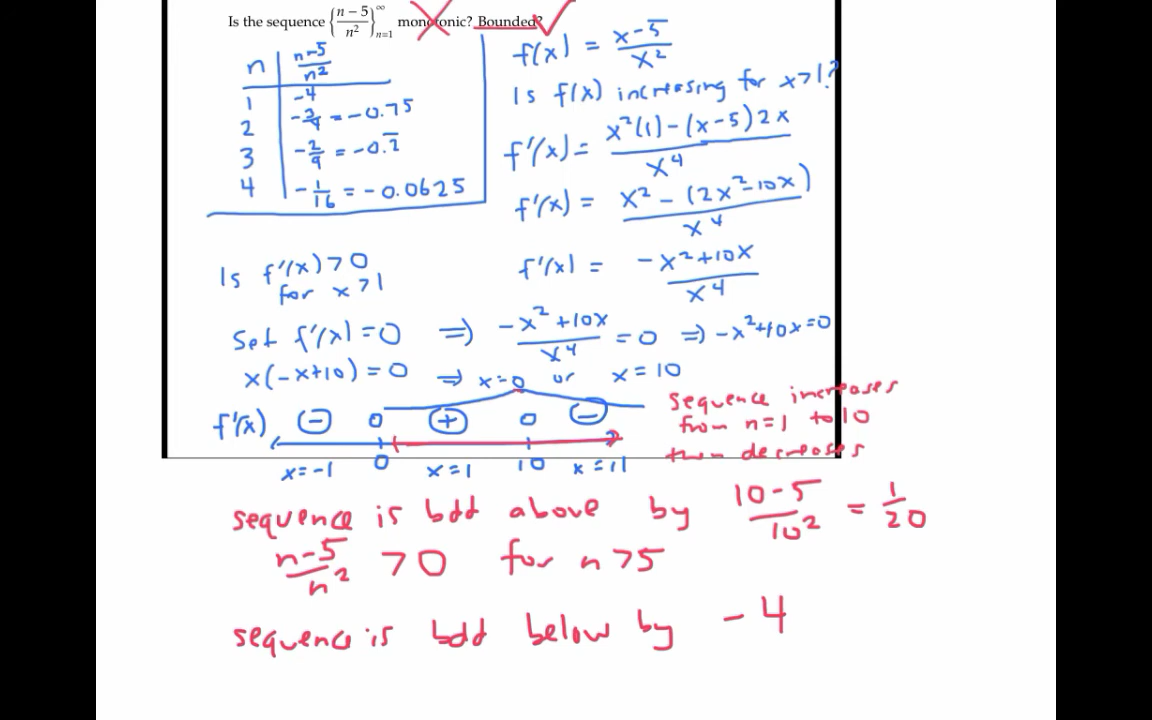 Is the sequence {n − 5 / n²}∞ n=1 monotonic? Bounded?
n | n−5 / n²
1 | −4
2 | −3/4 = −0.75
3 | −2/9 = −0.2̅
4 | −1/16 = −0.0625
f(x) = x−5 / x²
Is f(x) increasing for x>1?
f'(x) = x²(1) − (x−5)2x / x⁴
f'(x) = x² − (2x²−10x) / x⁴
f'(x) = −x²+10x / x⁴
Is f'(x)>0
for x>1
Set f'(x)=0 ⇒ −x²+10x / x⁴ = 0 ⇒ −x²+10x=0
x(−x+10) = 0 ⇒ x=0 or x=10
f'(x) − 0 + 0 −
x=−1 0 x=1 10 x=11
sequence increases
from n=1 to 10
then decreases
sequence is bdd above by 10−5 / 10² = 1/20
n−5 / n² >0 for n>5
sequence is bdd below by −4